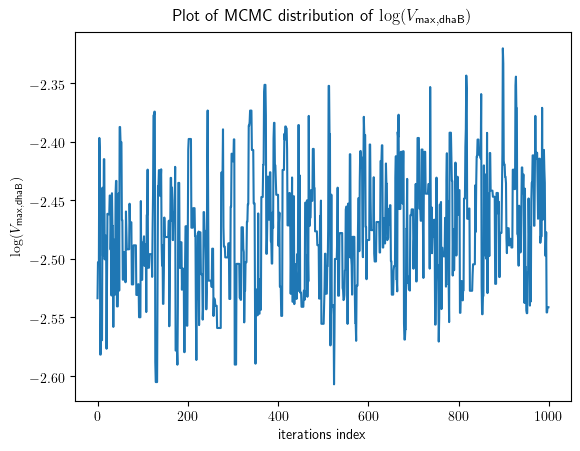 Plot of MCMC distribution of log(V_max,dhaB)
log(V_max,dhaB)
−2.35
−2.40
−2.45
−2.50
−2.55
−2.60
0 200 400 600 800 1000
iterations index